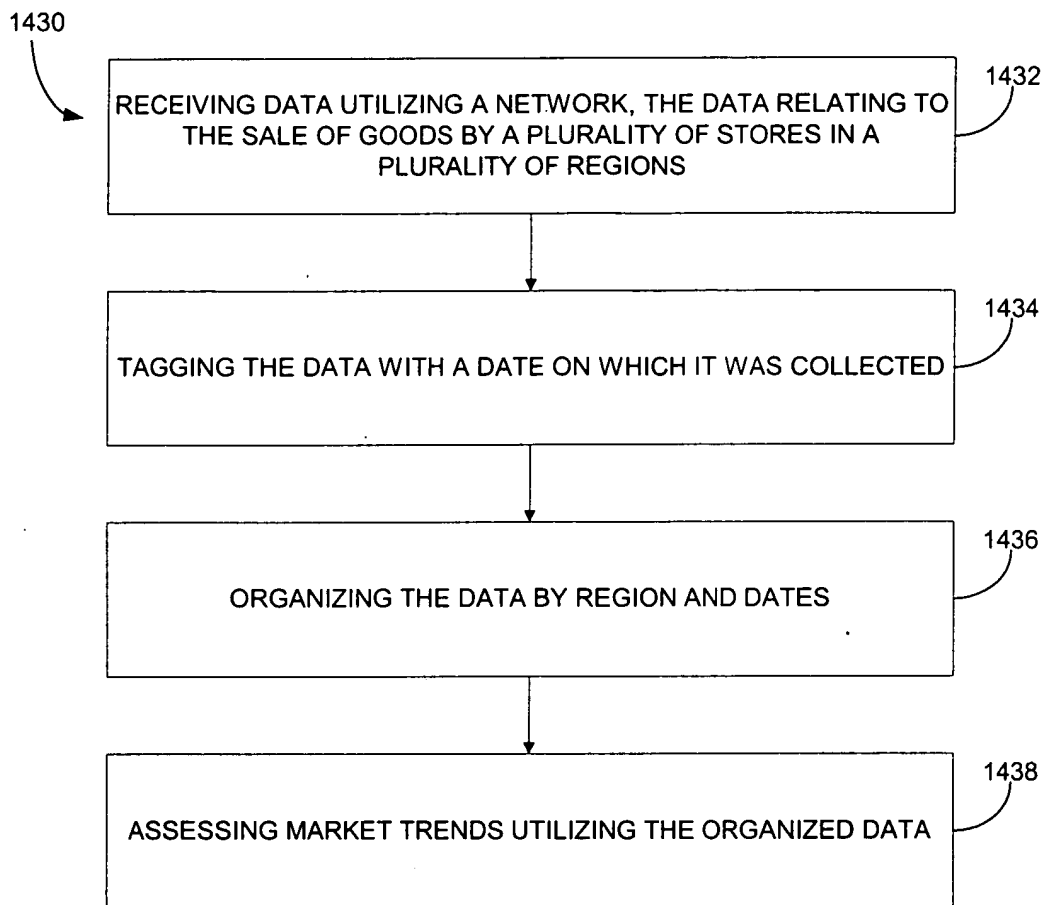 1430
1432
RECEIVING DATA UTILIZING A NETWORK, THE DATA RELATING TO
THE SALE OF GOODS BY A PLURALITY OF STORES IN A
PLURALITY OF REGIONS
1434
TAGGING THE DATA WITH A DATE ON WHICH IT WAS COLLECTED
1436
ORGANIZING THE DATA BY REGION AND DATES
1438
ASSESSING MARKET TRENDS UTILIZING THE ORGANIZED DATA